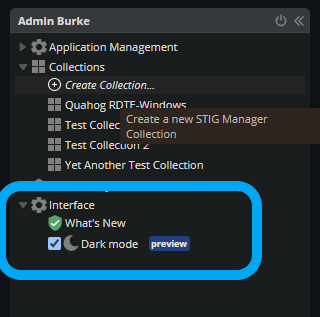 Admin Burke
Application Management
Collections
Create Collection...
Quahog RDTE-Windows
Test Collec
Create a new STIG Manager
Collection
Test Collection 2
Yet Another Test Collection
Interface
What's New
Dark mode preview